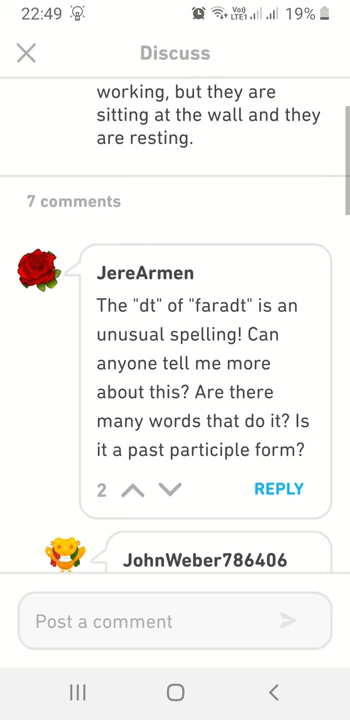 22:49 Vo)) LTE1 19%
Discuss
working, but they are
sitting at the wall and they
are resting.
7 comments
JereArmen
The "dt" of "faradt" is an
unusual spelling! Can
anyone tell me more
about this? Are there
many words that do it? Is
it a past participle form?
2 REPLY
JohnWeber786406
Post a comment